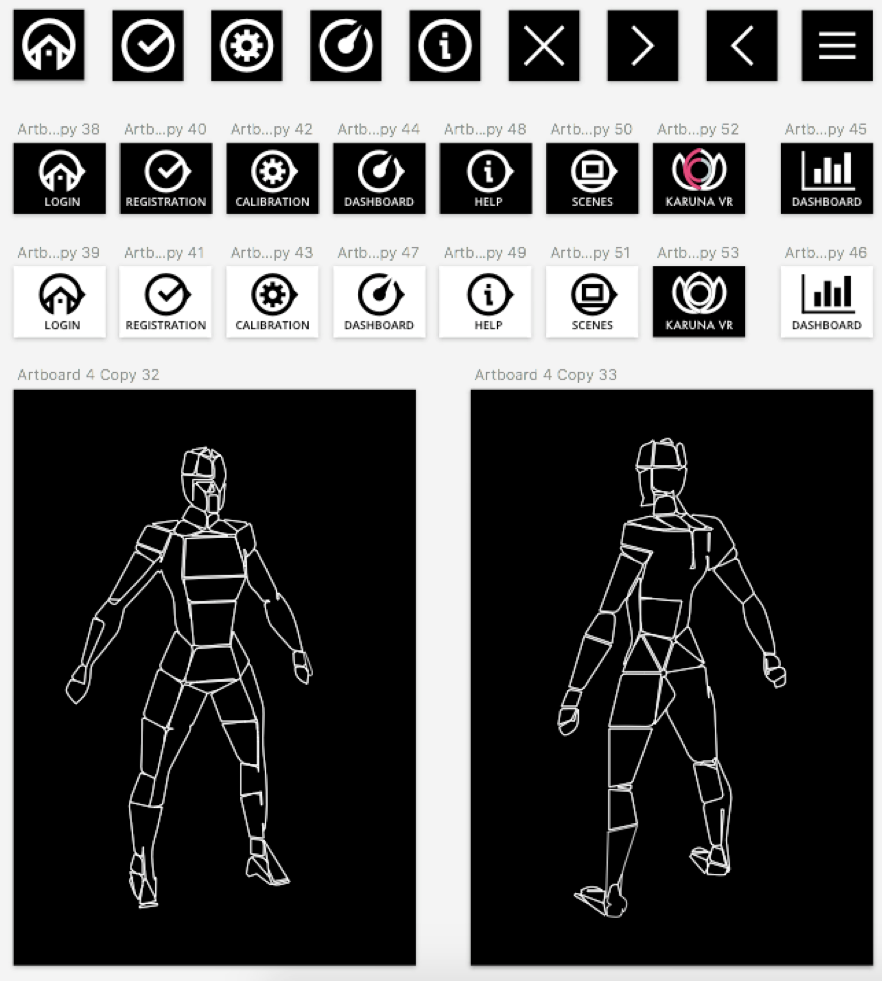 Artb...py 38 Artb...py 40 Artb...py 42 Artb...py 44 Artb...py 48 Artb...py 50 Artb...py 52 Artb...py 45
LOGIN REGISTRATION CALIBRATION DASHBOARD HELP SCENES KARUNA VR DASHBOARD
Artb...py 39 Artb...py 41 Artb...py 43 Artb...py 47 Artb...py 49 Artb...py 51 Artb...py 53 Artb...py 46
LOGIN REGISTRATION CALIBRATION DASHBOARD HELP SCENES KARUNA VR DASHBOARD
Artboard 4 Copy 32 Artboard 4 Copy 33